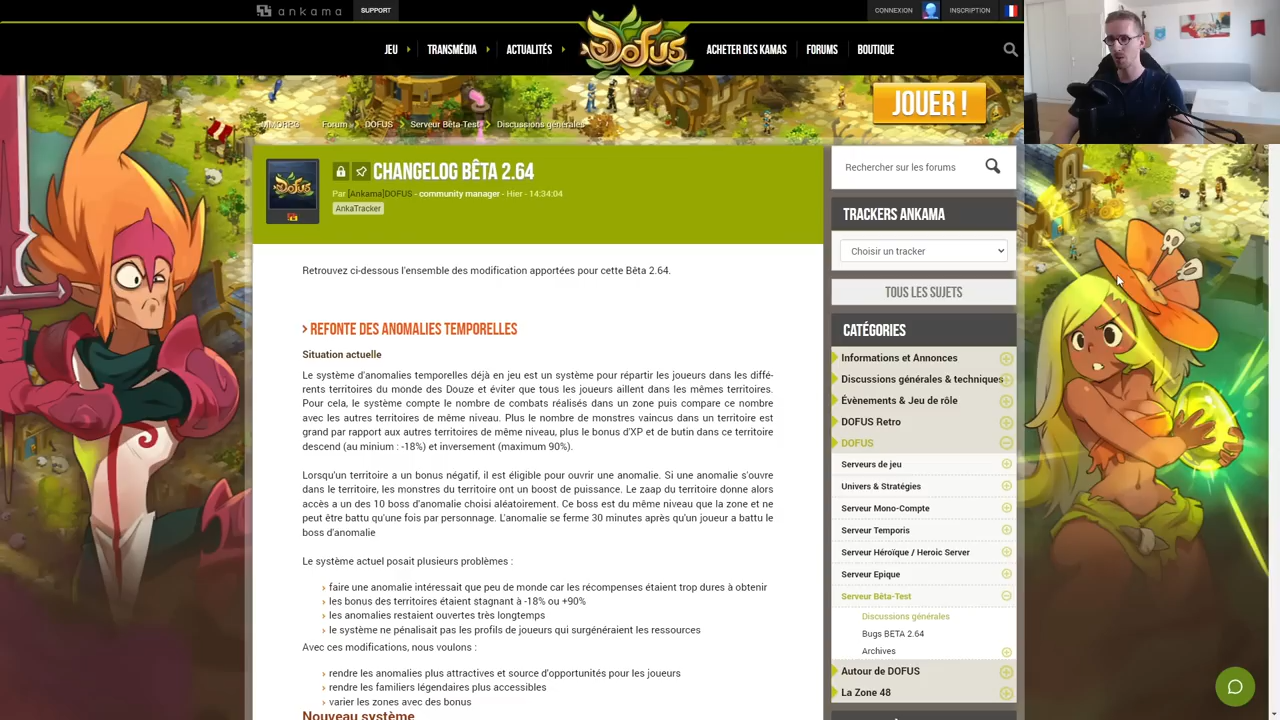 ankama
SUPPORT
CONNEXION
INSCRIPTION
JEU
TRANSMÉDIA
ACTUALITÉS
DOFUS
ACHETER DES KAMAS
FORUMS
BOUTIQUE
JOUER !
MMORPG
Forum
DOFUS
Serveur Bêta-Test
Discussions générales
DOFUS
CHANGELOG BÊTA 2.64
Par [Ankama]DOFUS - community manager - Hier - 14:34:04
AnkaTracker
Retrouvez ci-dessous l'ensemble des modification apportées pour cette Bêta 2.64.
REFONTE DES ANOMALIES TEMPORELLES
Situation actuelle
Le système d'anomalies temporelles déjà en jeu est un système pour répartir les joueurs dans les diffé-
rents territoires du monde des Douze et éviter que tous les joueurs aillent dans les mêmes territoires.
Pour cela, le système compte le nombre de combats réalisés dans un zone puis compare ce nombre
avec les autres territoires de même niveau. Plus le nombre de monstres vaincus dans un territoire est
grand par rapport aux autres territoires de même niveau, plus le bonus d'XP et de butin dans ce territoire
descend (au minium : -18%) et inversement (maximum 90%).
Lorsqu'un territoire a un bonus négatif, il est éligible pour ouvrir une anomalie. Si une anomalie s'ouvre
dans le territoire, les monstres du territoire ont un boost de puissance. Le zaap du territoire donne alors
accès a un des 10 boss d'anomalie choisi aléatoirement. Ce boss est du même niveau que la zone et ne
peut être battu qu'une fois par personnage. L'anomalie se ferme 30 minutes après qu'un joueur a battu le
boss d'anomalie
Le système actuel posait plusieurs problèmes :
faire une anomalie intéressait que peu de monde car les récompenses étaient trop dures à obtenir
les bonus des territoires étaient stagnant à -18% ou +90%
les anomalies restaient ouvertes très longtemps
le système ne pénalisait pas les profils de joueurs qui surgénéraient les ressources
Avec ces modifications, nous voulons :
rendre les anomalies plus attractives et source d'opportunités pour les joueurs
rendre les familiers légendaires plus accessibles
varier les zones avec des bonus
Nouveau système
Rechercher sur les forums
TRACKERS ANKAMA
Choisir un tracker
TOUS LES SUJETS
CATÉGORIES
Informations et Annonces
Discussions générales & techniques
Évènements & Jeu de rôle
DOFUS Retro
DOFUS
Serveurs de jeu
Univers & Stratégies
Serveur Mono-Compte
Serveur Temporis
Serveur Héroïque / Heroic Server
Serveur Epique
Serveur Bêta-Test
Discussions générales
Bugs BETA 2.64
Archives
Autour de DOFUS
La Zone 48